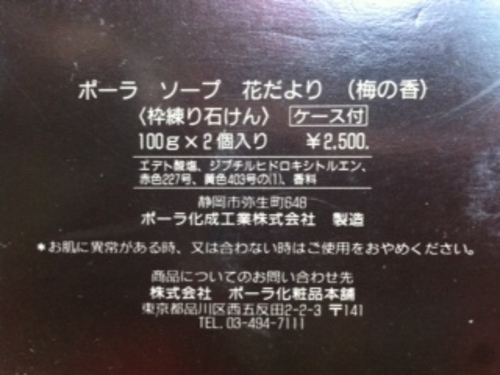 ポーラ ソープ 花だより （梅の香）
〈枠練り石けん〉 ケース付
100g×2個入り ￥2,500.
エデト酸塩、ジブチルヒドロキシトルエン、
赤色227号、黄色403号の(1)、香料
静岡市弥生町648
ポーラ化成工業株式会社 製造
*お肌に異常がある時、又は合わない時はご使用をおやめください。
商品についてのお問い合わせ先
株式会社 ポーラ化粧品本舗
東京都品川区西五反田2-2-3 〒141
TEL. 03-494-7111